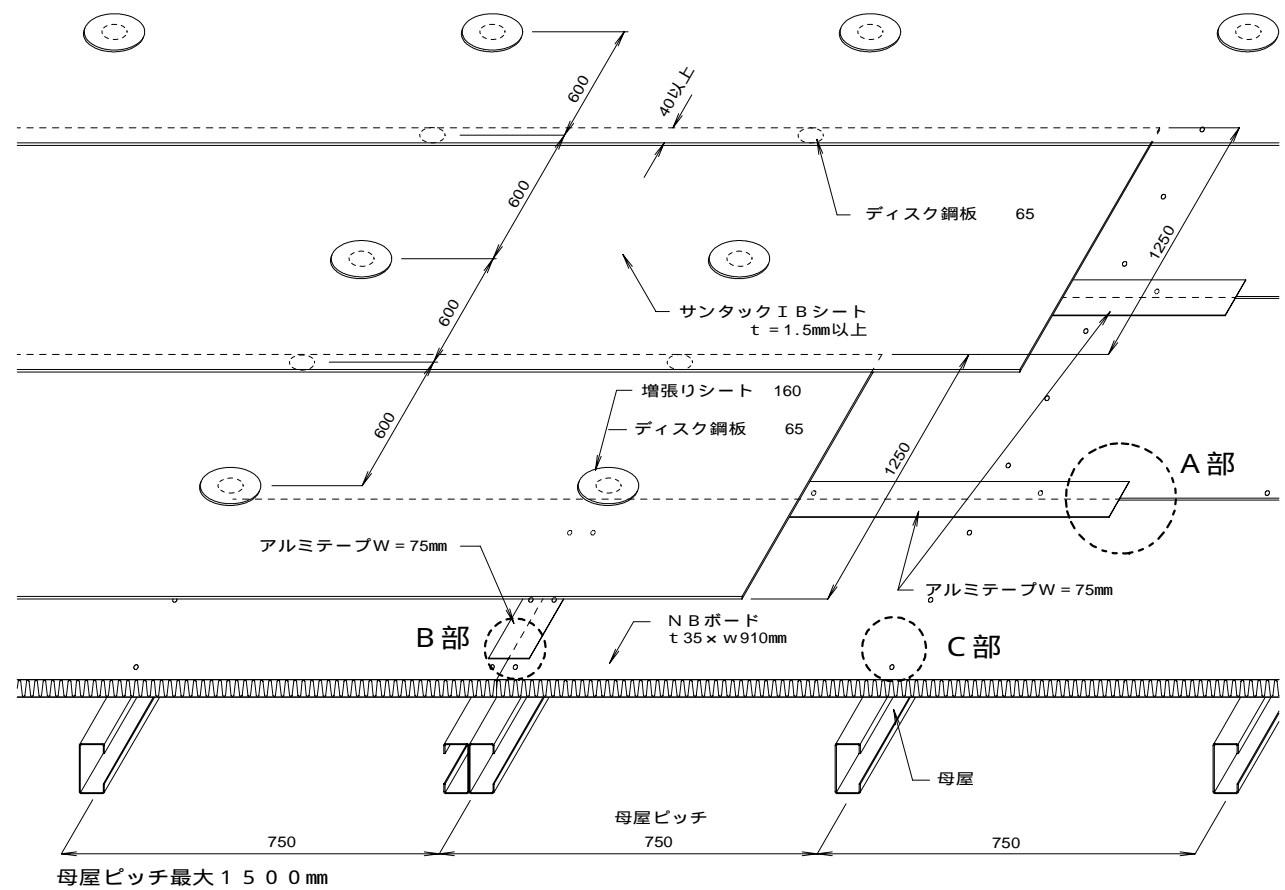 600
40以上
600
ディスク鋼板 65
1250
サンタックＩＢシート
ｔ＝1.5mm以上
600
増張りシート 160
ディスク鋼板 65
600
1250
Ａ部
アルミテープＷ＝75mm
アルミテープＷ＝75mm
ＮＢボード
ｔ35×ｗ910mm
Ｂ部
Ｃ部
母屋
母屋ピッチ
750
750
750
母屋ピッチ最大１５００mm